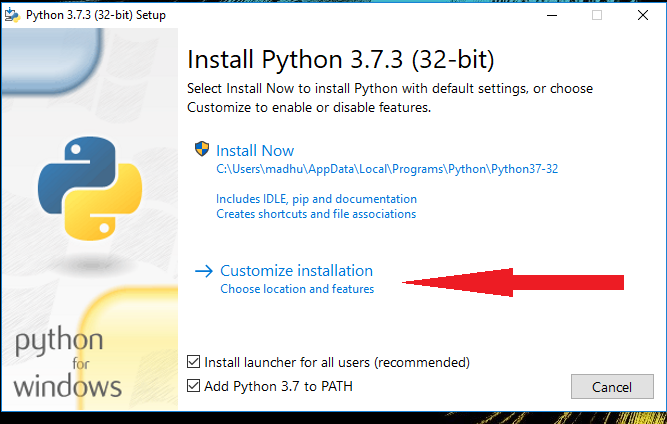 Python 3.7.3 (32-bit) Setup
Install Python 3.7.3 (32-bit)
Select Install Now to install Python with default settings, or choose
Customize to enable or disable features.
Install Now
C:\Users\madhu\AppData\Local\Programs\Python\Python37-32
Includes IDLE, pip and documentation
Creates shortcuts and file associations
Customize installation
Choose location and features
python
for
windows
Install launcher for all users (recommended)
Add Python 3.7 to PATH
Cancel